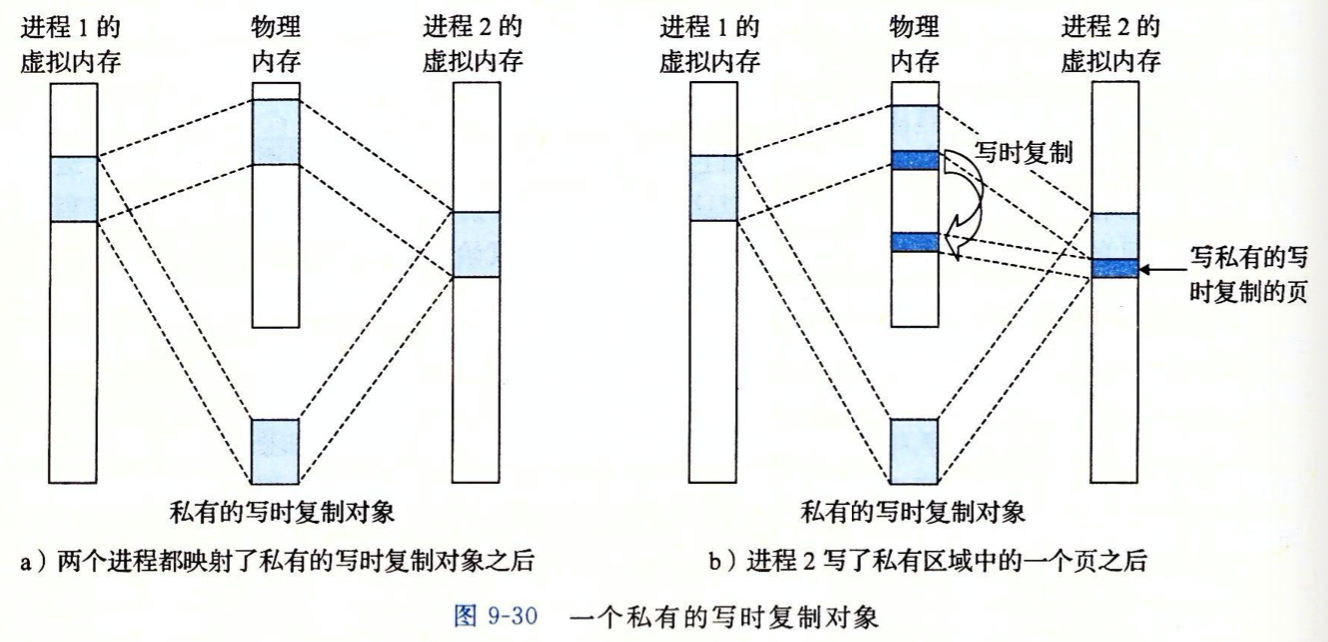 进程 1 的
虚拟内存
物理
内存
进程 2 的
虚拟内存
私有的写时复制对象
a）两个进程都映射了私有的写时复制对象之后
进程 1 的
虚拟内存
物理
内存
进程 2 的
虚拟内存
写时复制
写私有的写
时复制的页
私有的写时复制对象
b）进程 2 写了私有区域中的一个页之后
图 9-30 一个私有的写时复制对象